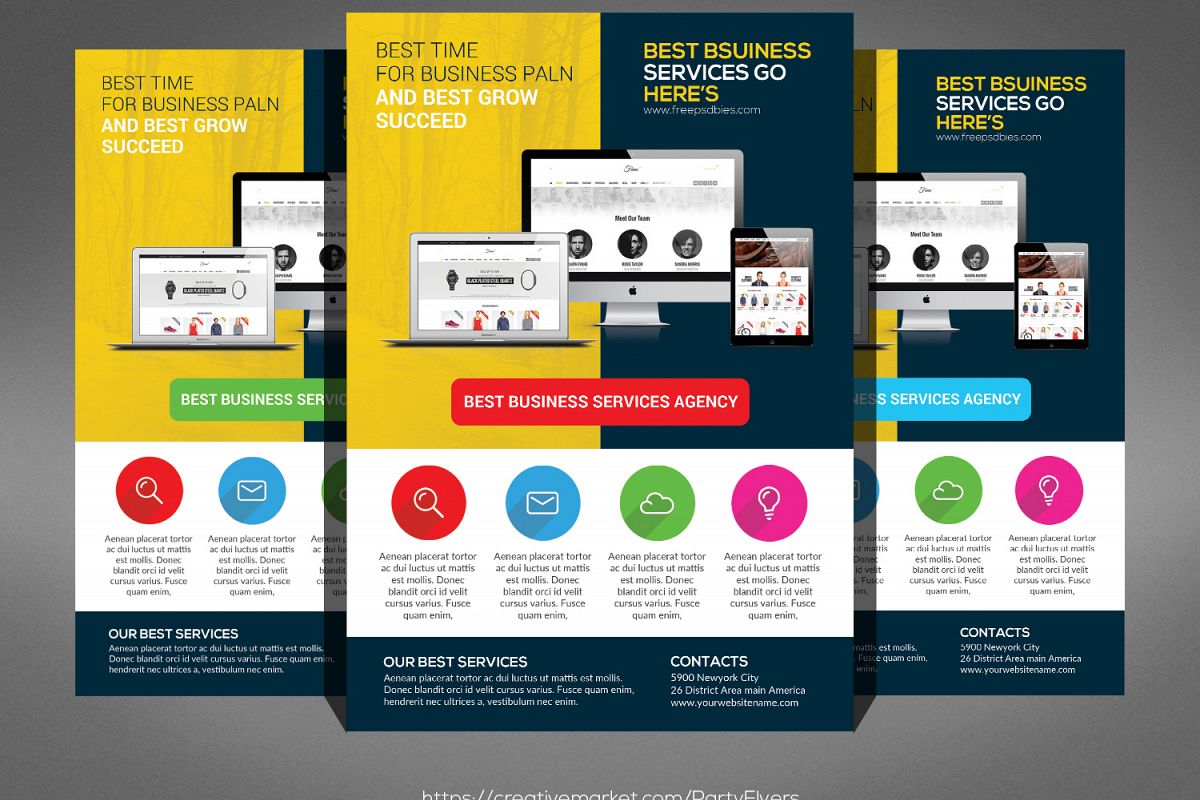 BEST TIME
FOR BUSINESS PALN
AND BEST GROW
SUCCEED
BEST BUSINESS SERVIC
Aenean placerat tortor
ac dui luctus ut mattis
est mollis. Donec
blandit orci id velit
cursus varius. Fusce
quam enim,
Aenean placerat tortor
ac dui luctus ut mattis
est mollis. Donec
blandit orci id velit
cursus varius. Fusce
quam enim,
OUR BEST SERVICES
Aenean placerat tortor ac dui luctus ut mattis est mollis.
Donec blandit orci id velit cursus varius. Fusce quam enim,
hendrerit nec ultrices a, vestibulum nec enim.
BEST TIME
FOR BUSINESS PALN
AND BEST GROW
SUCCEED
BEST BSUINESS
SERVICES GO
HERE'S
www.freepsdbies.com
Meet Our Team
ROSIE TAYLOR
SANDRA MORRIS
BLACK PLATED STEEL QUARTZ
BEST BUSINESS SERVICES AGENCY
Aenean placerat tortor
ac dui luctus ut mattis
est mollis. Donec
blandit orci id velit
cursus varius. Fusce
quam enim,
Aenean placerat tortor
ac dui luctus ut mattis
est mollis. Donec
blandit orci id velit
cursus varius. Fusce
quam enim,
Aenean placerat tortor
ac dui luctus ut mattis
est mollis. Donec
blandit orci id velit
cursus varius. Fusce
quam enim,
Aenean placerat tortor
ac dui luctus ut mattis
est mollis. Donec
blandit orci id velit
cursus varius. Fusce
quam enim,
OUR BEST SERVICES
Aenean placerat tortor ac dui luctus ut mattis est mollis.
Donec blandit orci id velit cursus varius. Fusce quam enim,
hendrerit nec ultrices a, vestibulum nec enim.
CONTACTS
5900 Newyork City
26 District Area main America
www.yourwebsitename.com
BEST BSUINESS
SERVICES GO
HERE'S
www.freepsdbies.com
Meet Our Team
ROSIE TAYLOR
SANDRA MORRIS
SERVICES AGENCY
Aenean placerat tortor
ac dui luctus ut mattis
est mollis. Donec
blandit orci id velit
cursus varius. Fusce
quam enim,
Aenean placerat tortor
ac dui luctus ut mattis
est mollis. Donec
blandit orci id velit
cursus varius. Fusce
quam enim,
CONTACTS
5900 Newyork City
26 District Area main America
www.yourwebsitename.com
https://creativemarket.com/PartyFlyers